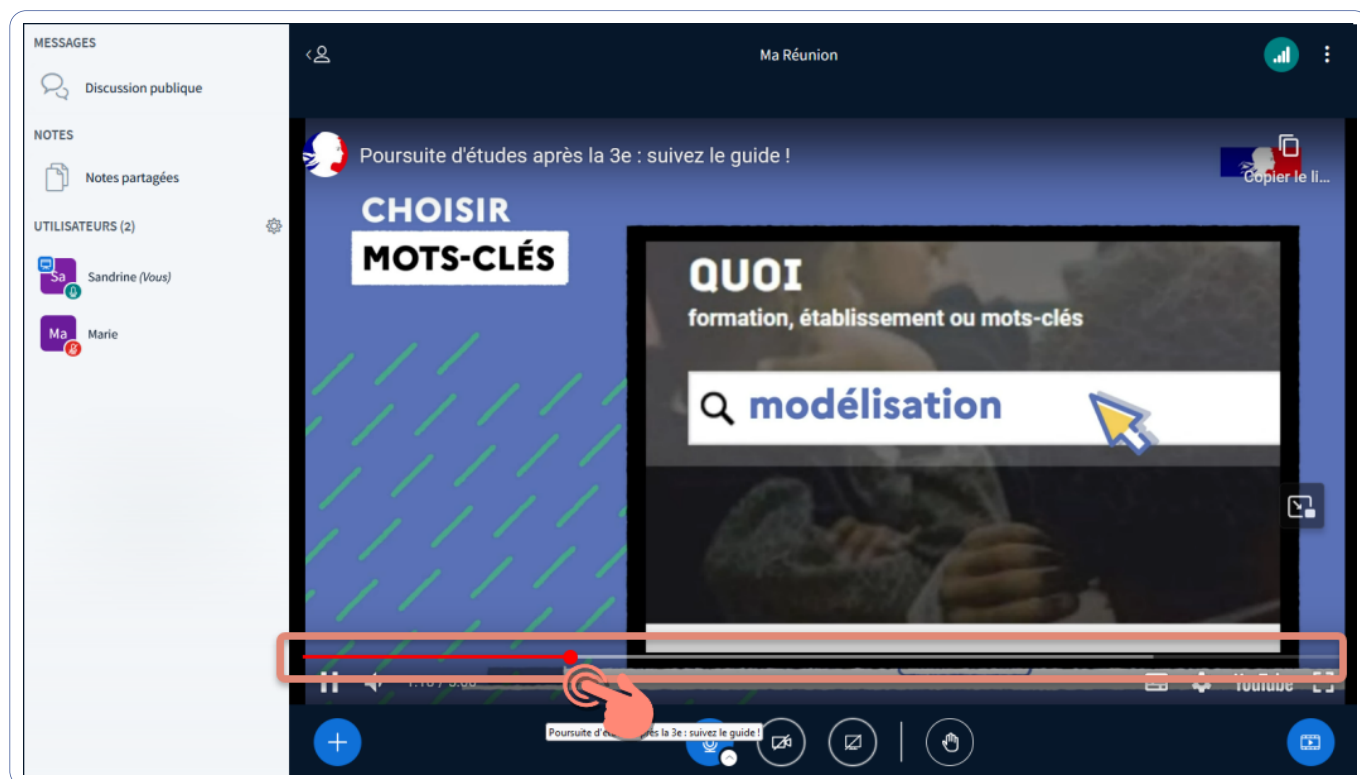 MESSAGES
Discussion publique
NOTES
Notes partagées
UTILISATEURS (2)
Sa
Sandrine (Vous)
Ma
Marie
Ma Réunion
Poursuite d'études après la 3e : suivez le guide !
Copier le li...
CHOISIR
MOTS-CLÉS
QUOI
formation, établissement ou mots-clés
modélisation
YouTube
Poursuite d'études après la 3e : suivez le guide !